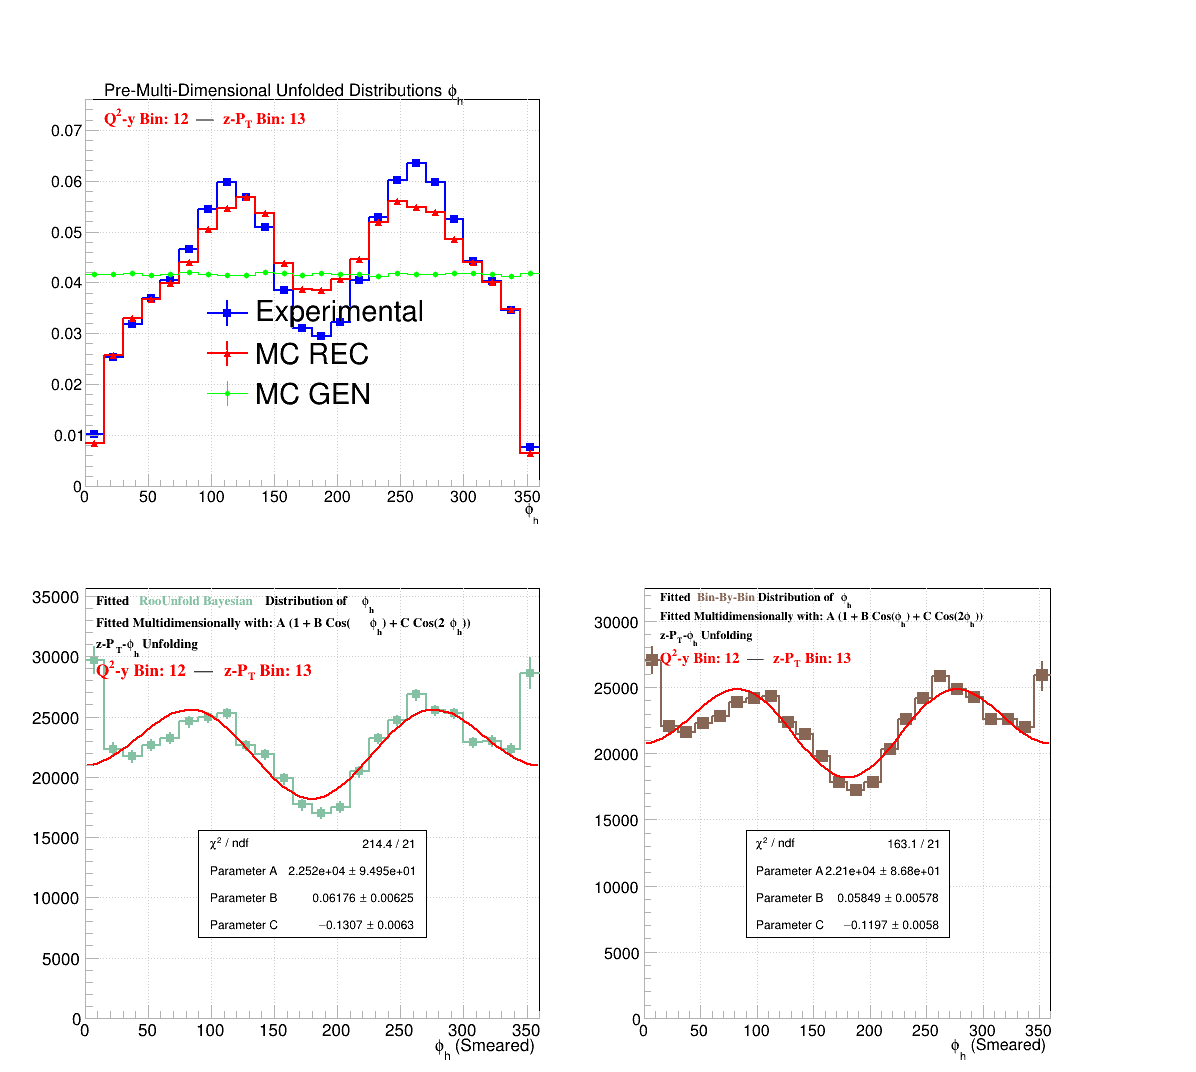 Pre-Multi-Dimensional Unfolded Distributions ϕh
Q2-y Bin: 12 — z-PT Bin: 13
0.07
0.06
0.05
0.04
0.03
0.02
0.01
0
Experimental
MC REC
MC GEN
0 50 100 150 200 250 300 350
ϕh
Fitted RooUnfold Bayesian Distribution of ϕh
Fitted Multidimensionally with: A (1 + B Cos( ϕh) + C Cos(2 ϕh))
z-PT-ϕh Unfolding
Q2-y Bin: 12 — z-PT Bin: 13
35000
30000
25000
20000
15000
10000
5000
0
χ2 / ndf 214.4 / 21
Parameter A 2.252e+04 ± 9.495e+01
Parameter B 0.06176 ± 0.00625
Parameter C −0.1307 ± 0.0063
0 50 100 150 200 250 300 350
ϕh (Smeared)
Fitted Bin-By-Bin Distribution of ϕh
Fitted Multidimensionally with: A (1 + B Cos(ϕh) + C Cos(2ϕh))
z-PT-ϕh Unfolding
Q2-y Bin: 12 — z-PT Bin: 13
30000
25000
20000
15000
10000
5000
0
χ2 / ndf 163.1 / 21
Parameter A 2.21e+04 ± 8.68e+01
Parameter B 0.05849 ± 0.00578
Parameter C −0.1197 ± 0.0058
0 50 100 150 200 250 300 350
ϕh (Smeared)